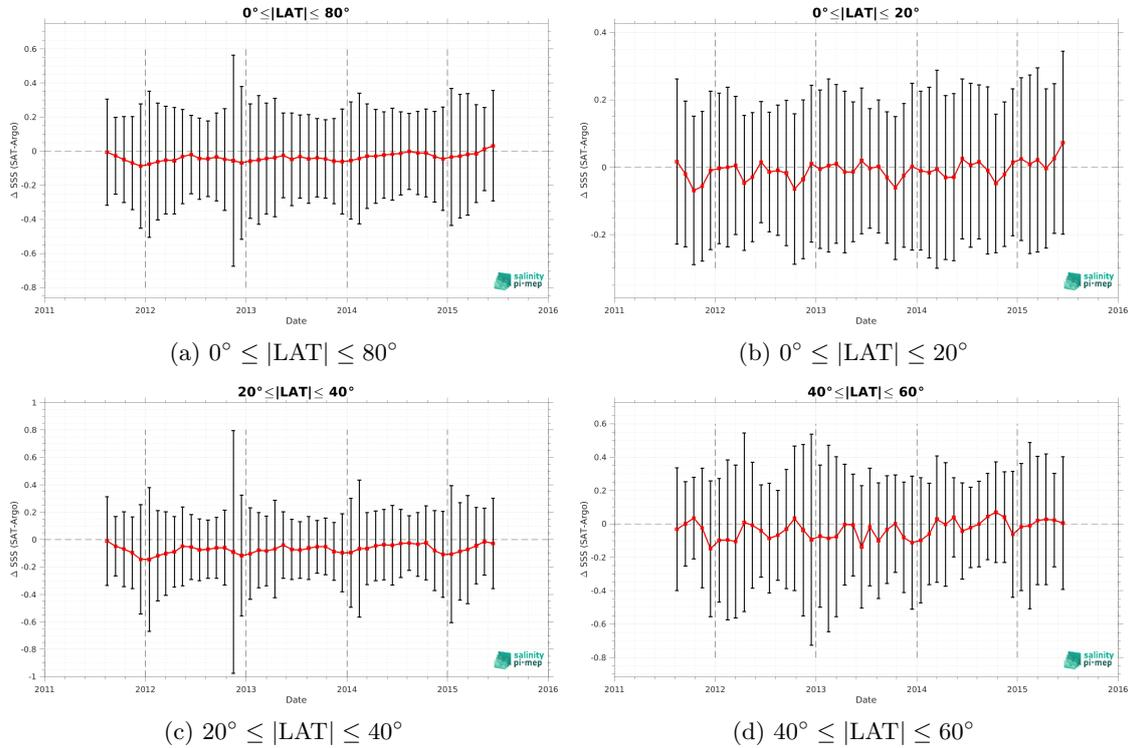 0°≤|LAT|≤ 80°
Δ SSS (SAT-Argo)
0.6
0.4
0.2
0
-0.2
-0.4
-0.6
-0.8
2011 2012 2013 2014 2015 2016
Date
salinity
pi-mep
(a) 0° ≤ |LAT| ≤ 80°
0°≤|LAT|≤ 20°
Δ SSS (SAT-Argo)
0.4
0.2
0
-0.2
2011 2012 2013 2014 2015 2016
Date
salinity
pi-mep
(b) 0° ≤ |LAT| ≤ 20°
20°≤|LAT|≤ 40°
Δ SSS (SAT-Argo)
1
0.8
0.6
0.4
0.2
0
-0.2
-0.4
-0.6
-0.8
-1
2011 2012 2013 2014 2015 2016
Date
salinity
pi-mep
(c) 20° ≤ |LAT| ≤ 40°
40°≤|LAT|≤ 60°
Δ SSS (SAT-Argo)
0.6
0.4
0.2
0
-0.2
-0.4
-0.6
-0.8
2011 2012 2013 2014 2015 2016
Date
salinity
pi-mep
(d) 40° ≤ |LAT| ≤ 60°